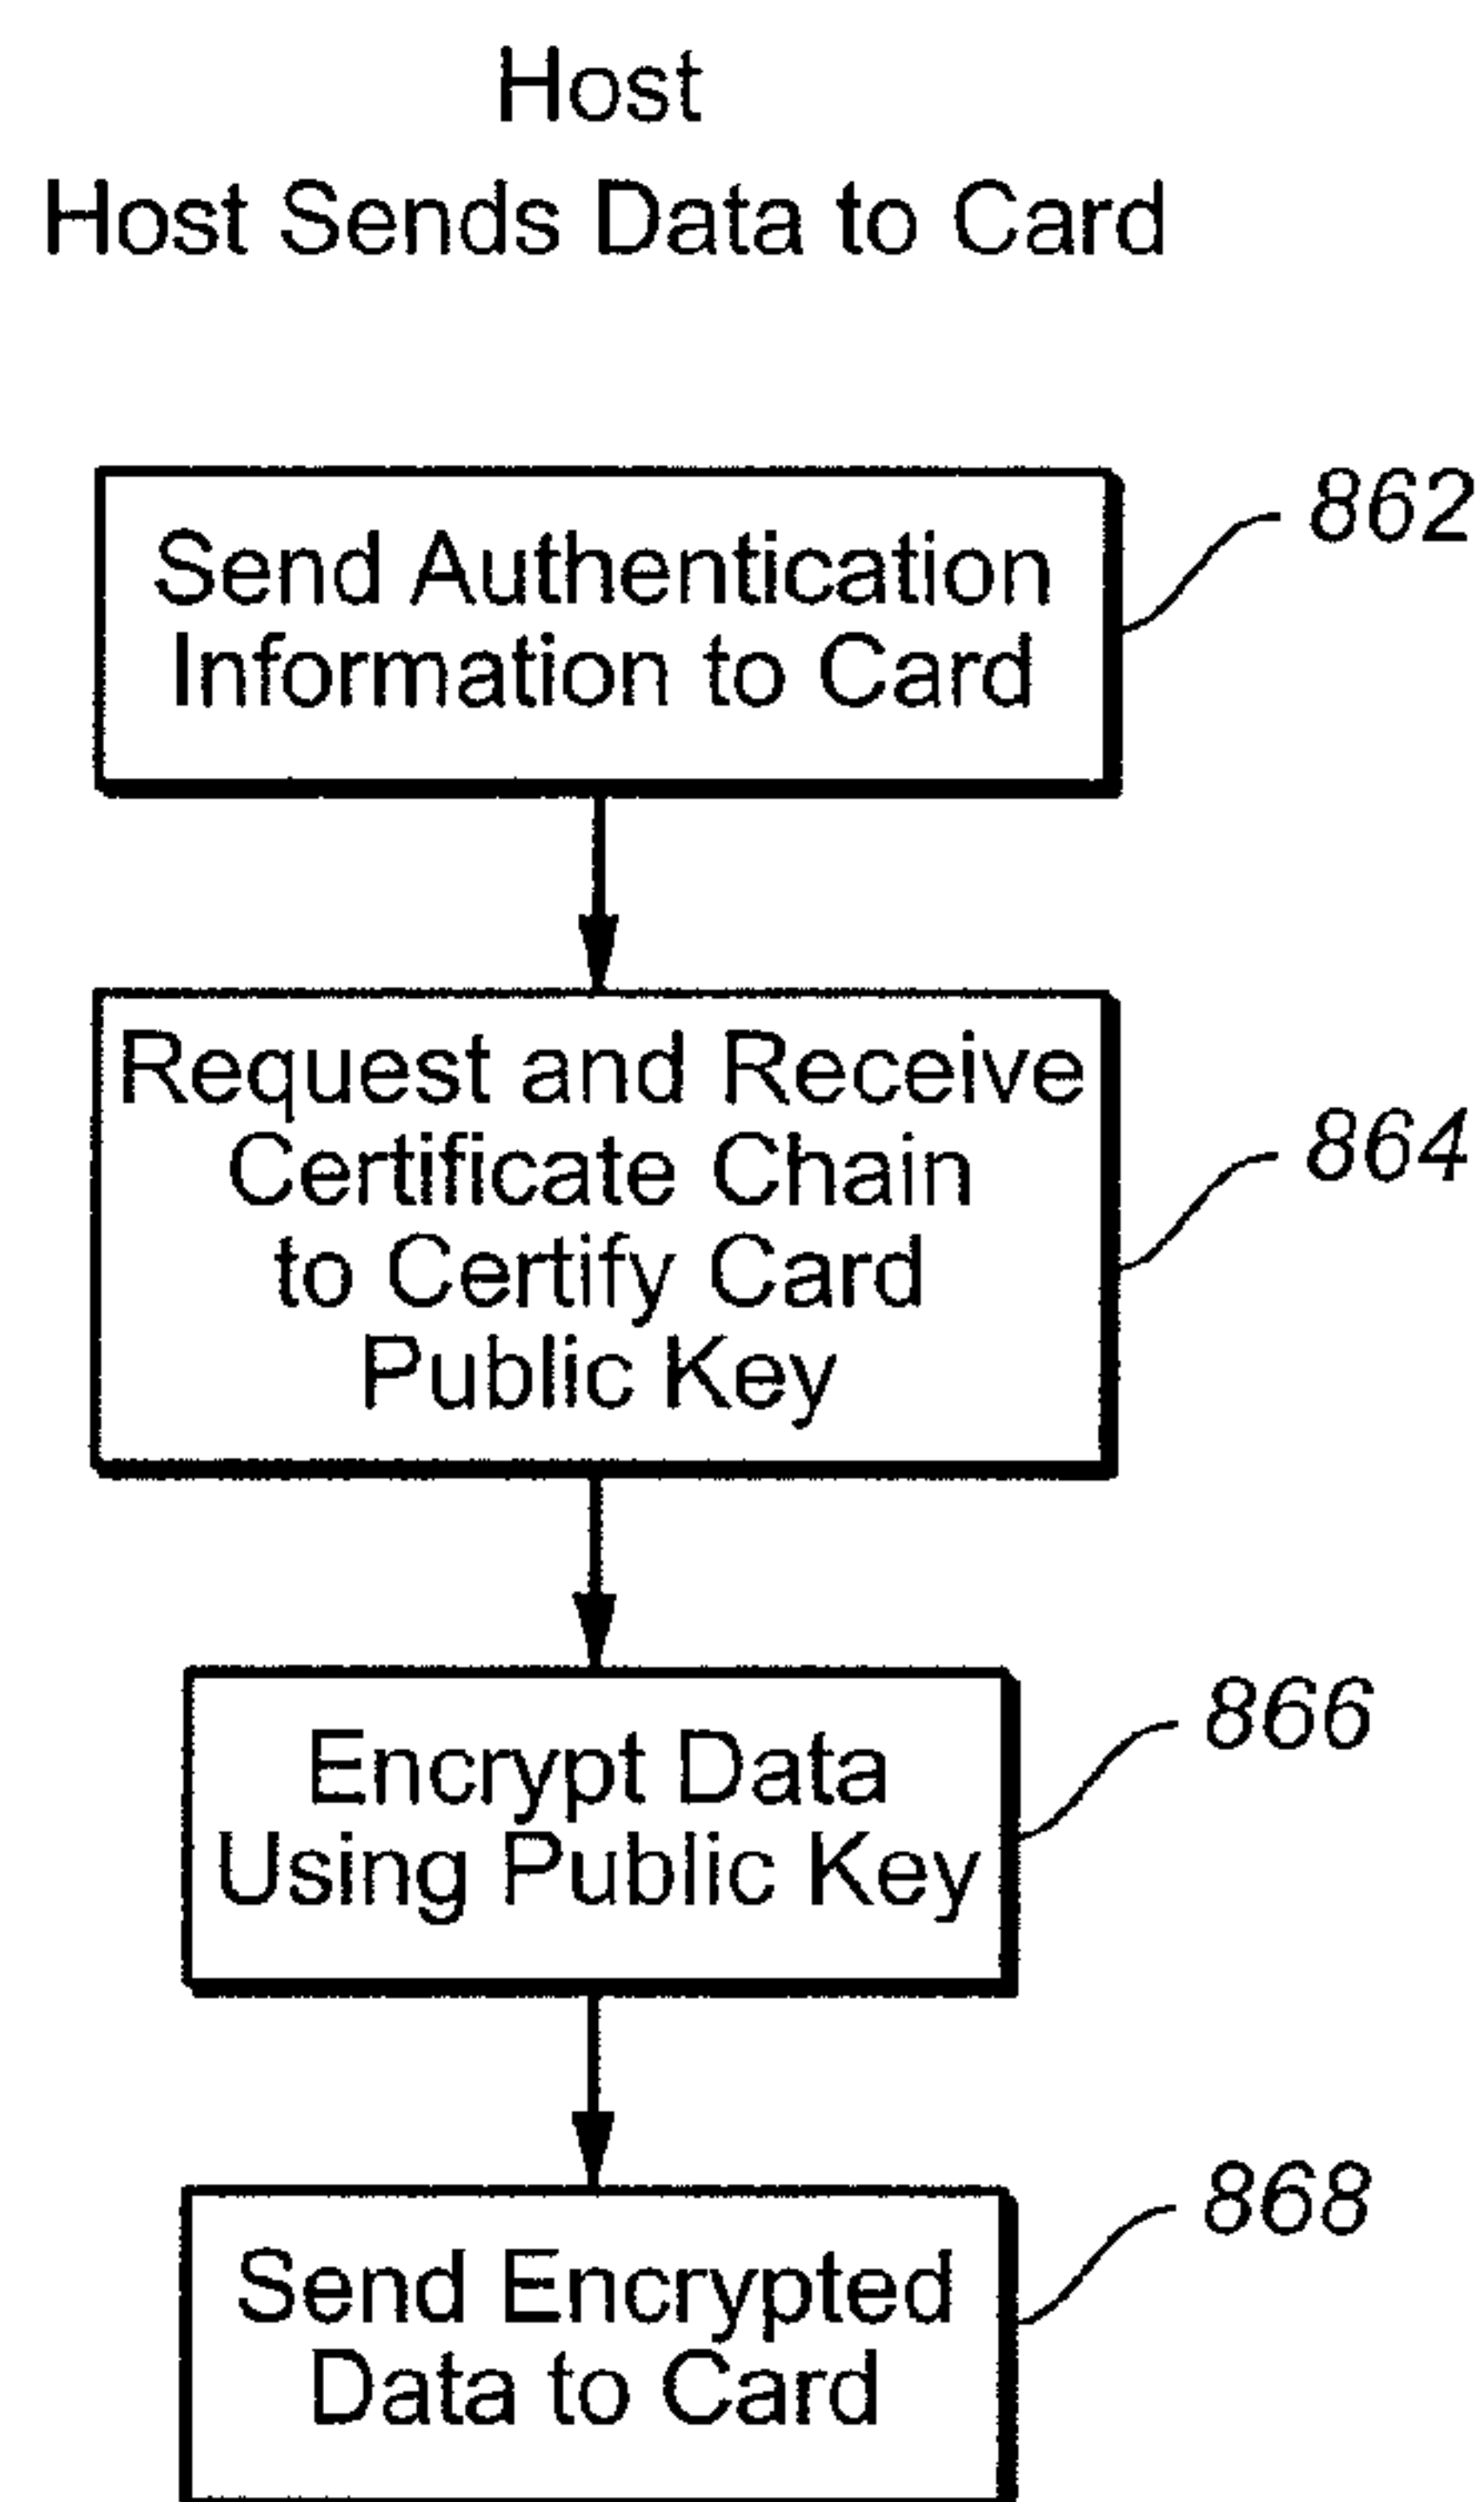 Host
Host Sends Data to Card
Send Authentication
Information to Card
862
Request and Receive
Certificate Chain
to Certify Card
Public Key
864
Encrypt Data
Using Public Key
866
Send Encrypted
Data to Card
868